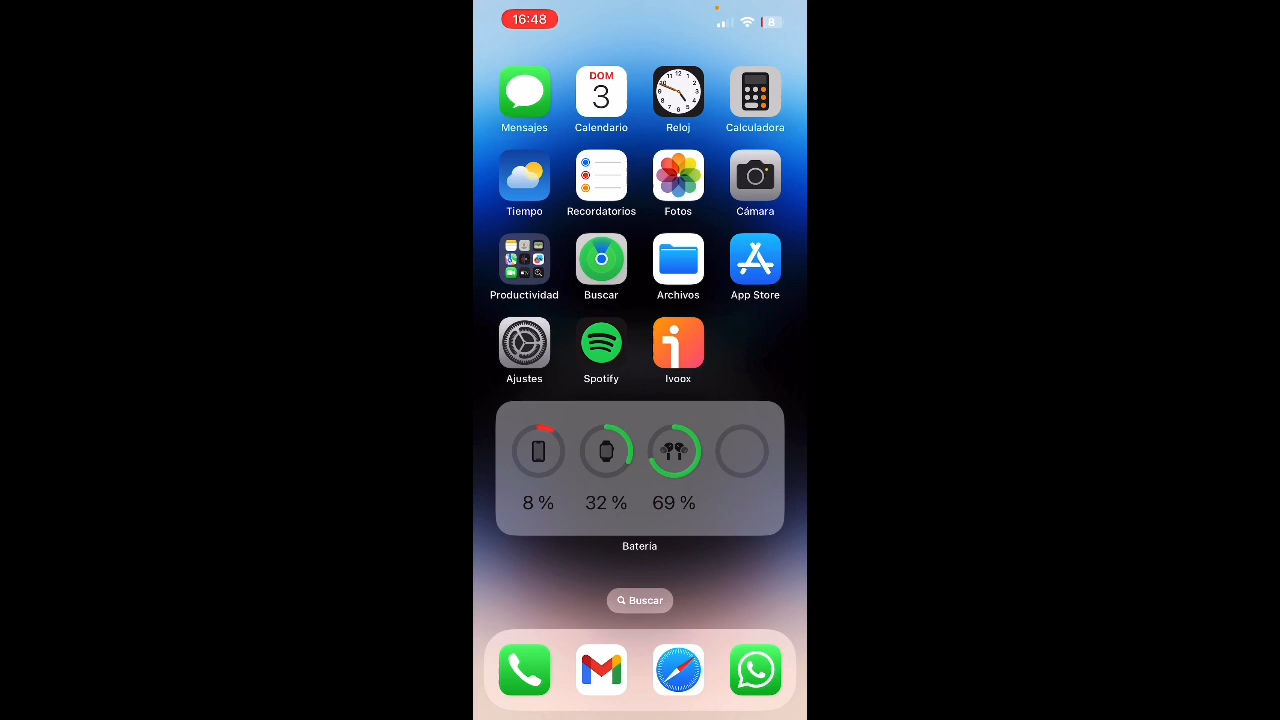 16:48
8
DOM
3
Mensajes
Calendario
Reloj
Calculadora
Tiempo
Recordatorios
Fotos
Cámara
Productividad
Buscar
Archivos
App Store
Ajustes
Spotify
Ivoox
8 %
32 %
69 %
Batería
Buscar